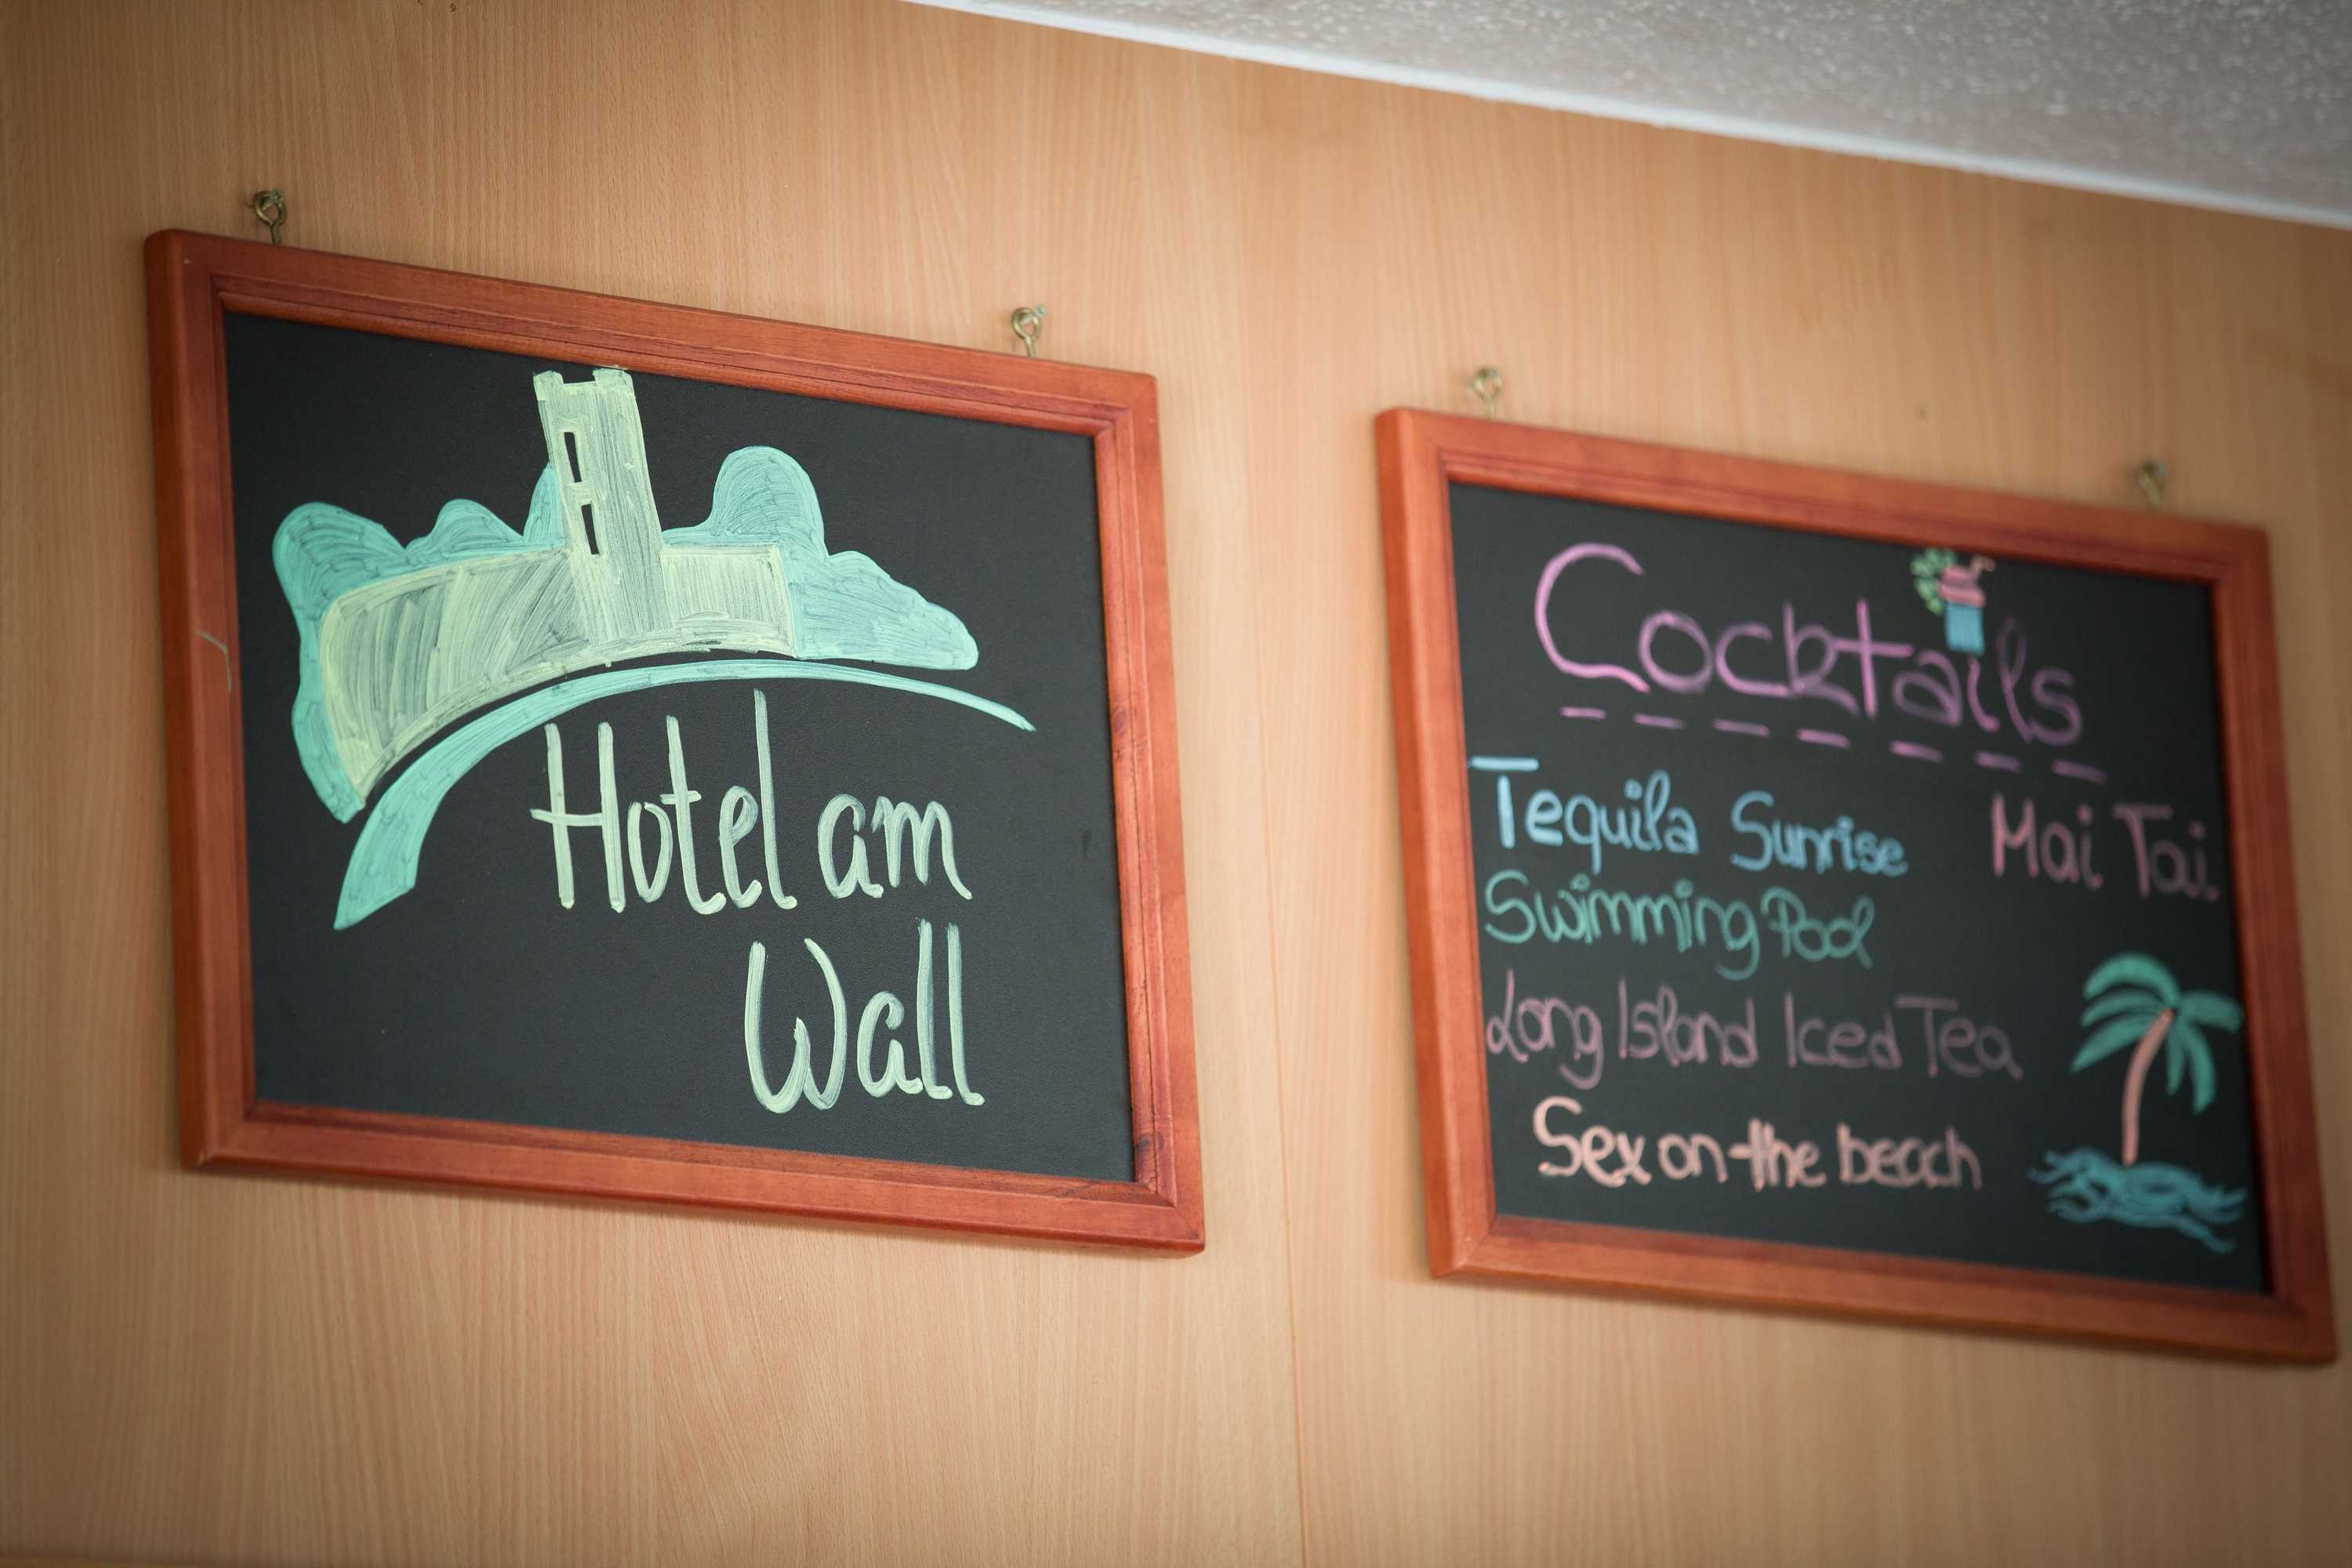 Hotel am
Wall
Cocktails
Tequila Sunrise Mai Tai
Swimming Pool
Long Island Iced Tea
Sex on the beach